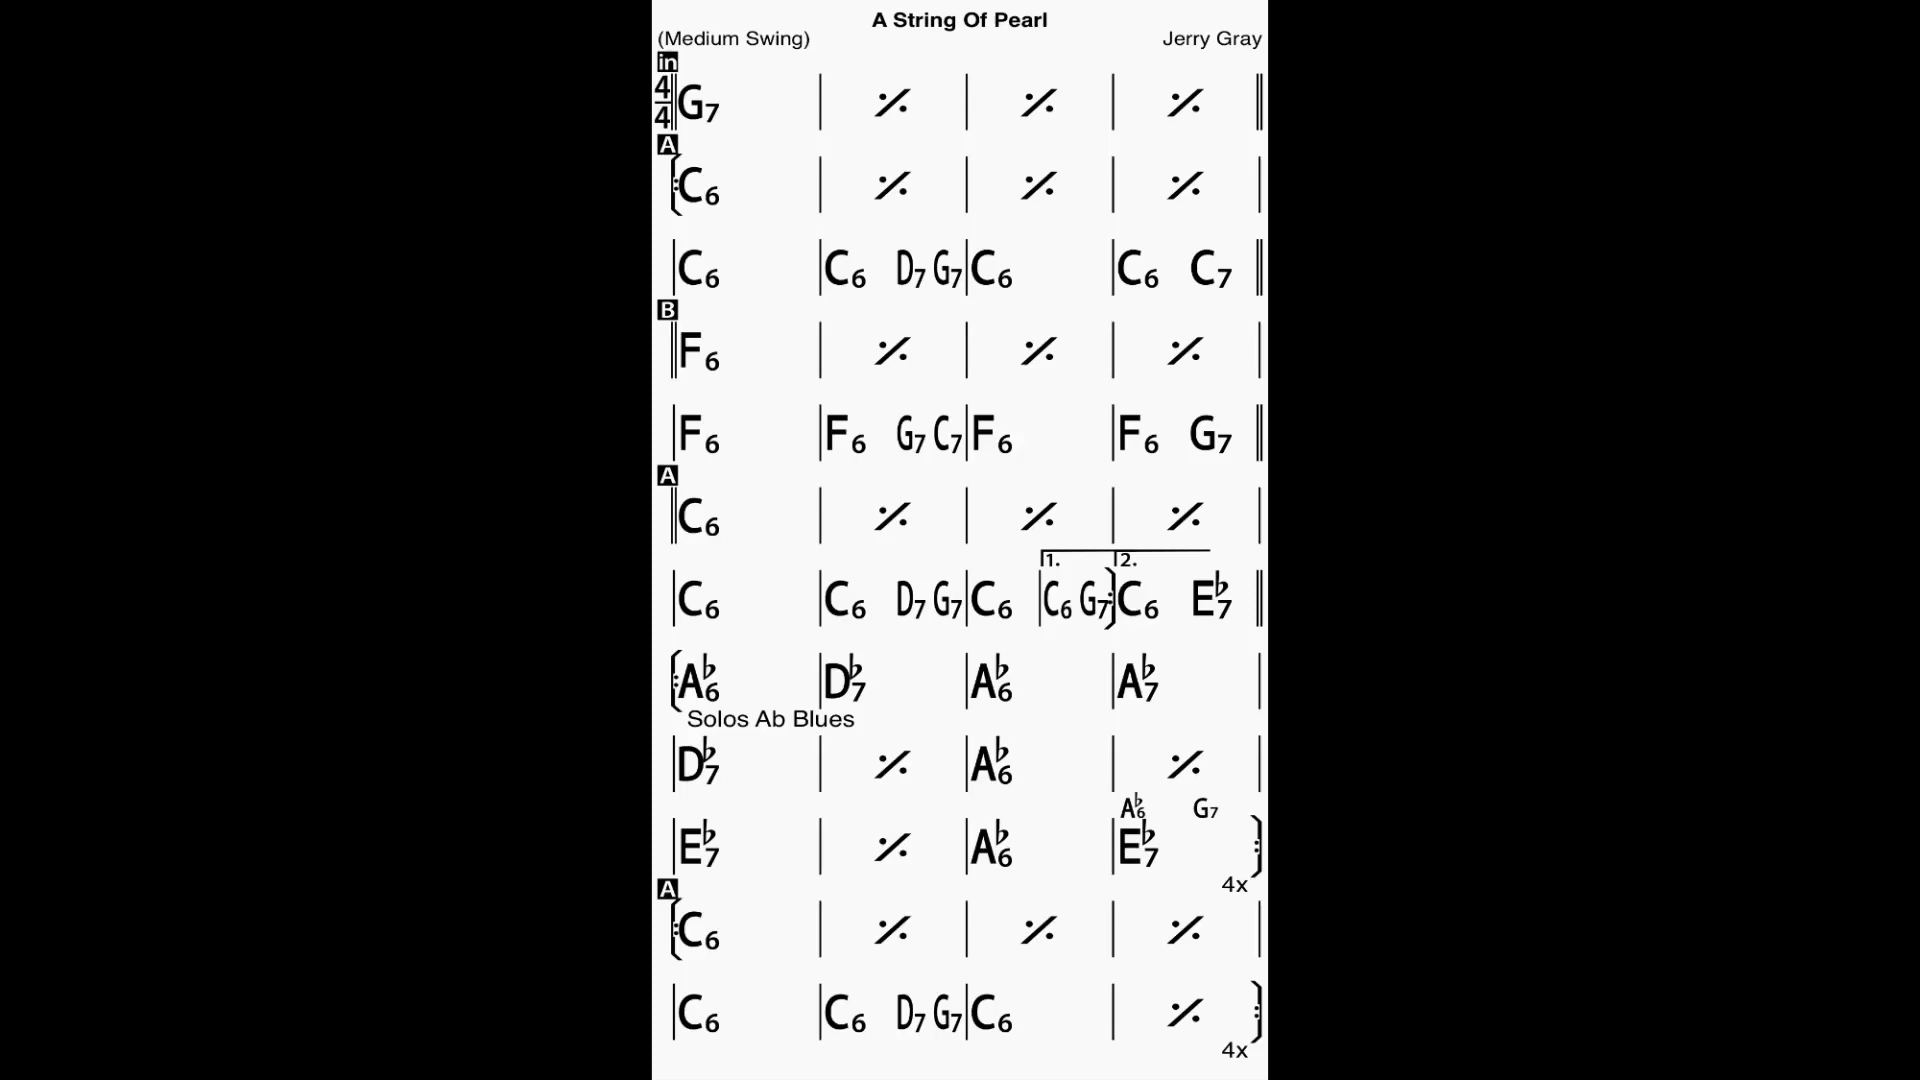 A String Of Pearl
(Medium Swing) Jerry Gray
in
4/4 G7 | 𝄎 | 𝄎 | 𝄎
A
C6 | 𝄎 | 𝄎 | 𝄎
C6 | C6 D7 G7 | C6 | C6 C7
B
F6 | 𝄎 | 𝄎 | 𝄎
F6 | F6 G7 C7 | F6 | F6 G7
A
C6 | 𝄎 | 𝄎 | 𝄎
1. 2.
C6 | C6 D7 G7 | C6 | C6 G7 | C6 E♭7
A♭6 | D♭7 | A♭6 | A♭7
Solos Ab Blues
D♭7 | 𝄎 | A♭6 | 𝄎
A♭6 G7
E♭7 | 𝄎 | A♭6 | E♭7
4x
A
C6 | 𝄎 | 𝄎 | 𝄎
C6 | C6 D7 G7 | C6 | 𝄎
4x